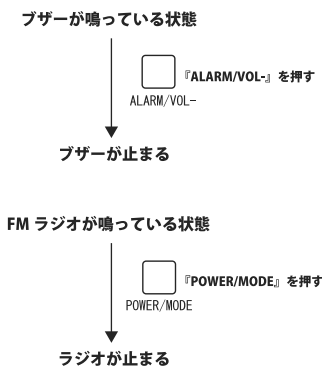 ブザーが鳴っている状態
『ALARM/VOL-』を押す
ALARM/VOL-
ブザーが止まる
FM ラジオが鳴っている状態
『POWER/MODE』を押す
POWER/MODE
ラジオが止まる